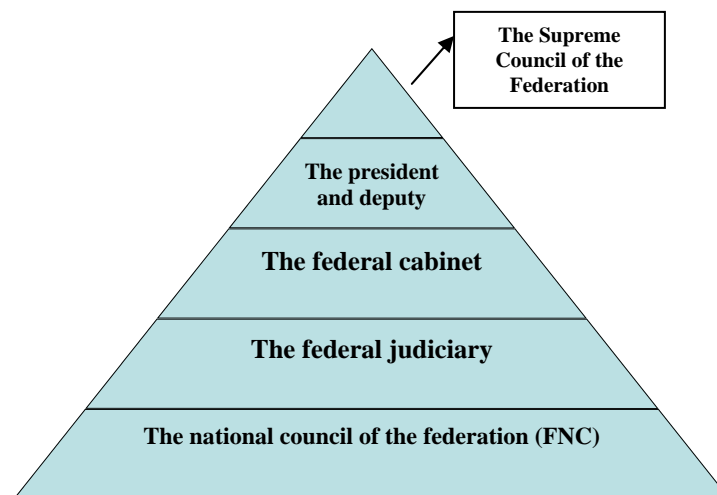 The Supreme
Council of the
Federation
The president
and deputy
The federal cabinet
The federal judiciary
The national council of the federation (FNC)